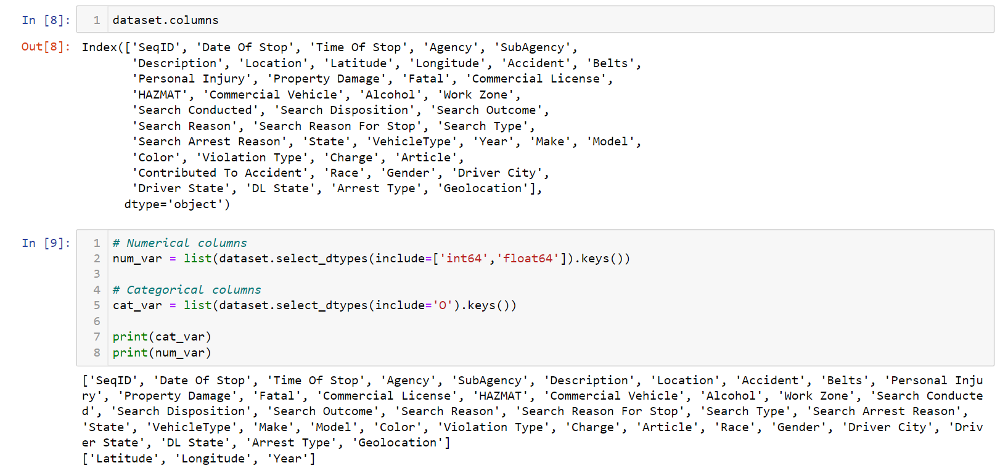 In [8]: 1 dataset.columns
Out[8]: Index(['SeqID', 'Date Of Stop', 'Time Of Stop', 'Agency', 'SubAgency',
'Description', 'Location', 'Latitude', 'Longitude', 'Accident', 'Belts',
'Personal Injury', 'Property Damage', 'Fatal', 'Commercial License',
'HAZMAT', 'Commercial Vehicle', 'Alcohol', 'Work Zone',
'Search Conducted', 'Search Disposition', 'Search Outcome',
'Search Reason', 'Search Reason For Stop', 'Search Type',
'Search Arrest Reason', 'State', 'VehicleType', 'Year', 'Make', 'Model',
'Color', 'Violation Type', 'Charge', 'Article',
'Contributed To Accident', 'Race', 'Gender', 'Driver City',
'Driver State', 'DL State', 'Arrest Type', 'Geolocation'],
dtype='object')
In [9]: 1 # Numerical columns
2 num_var = list(dataset.select_dtypes(include=['int64','float64']).keys())
3
4 # Categorical columns
5 cat_var = list(dataset.select_dtypes(include='O').keys())
6
7 print(cat_var)
8 print(num_var)
['SeqID', 'Date Of Stop', 'Time Of Stop', 'Agency', 'SubAgency', 'Description', 'Location', 'Accident', 'Belts', 'Personal Inju
ry', 'Property Damage', 'Fatal', 'Commercial License', 'HAZMAT', 'Commercial Vehicle', 'Alcohol', 'Work Zone', 'Search Conducte
d', 'Search Disposition', 'Search Outcome', 'Search Reason', 'Search Reason For Stop', 'Search Type', 'Search Arrest Reason',
'State', 'VehicleType', 'Make', 'Model', 'Color', 'Violation Type', 'Charge', 'Article', 'Race', 'Gender', 'Driver City', 'Driv
er State', 'DL State', 'Arrest Type', 'Geolocation']
['Latitude', 'Longitude', 'Year']